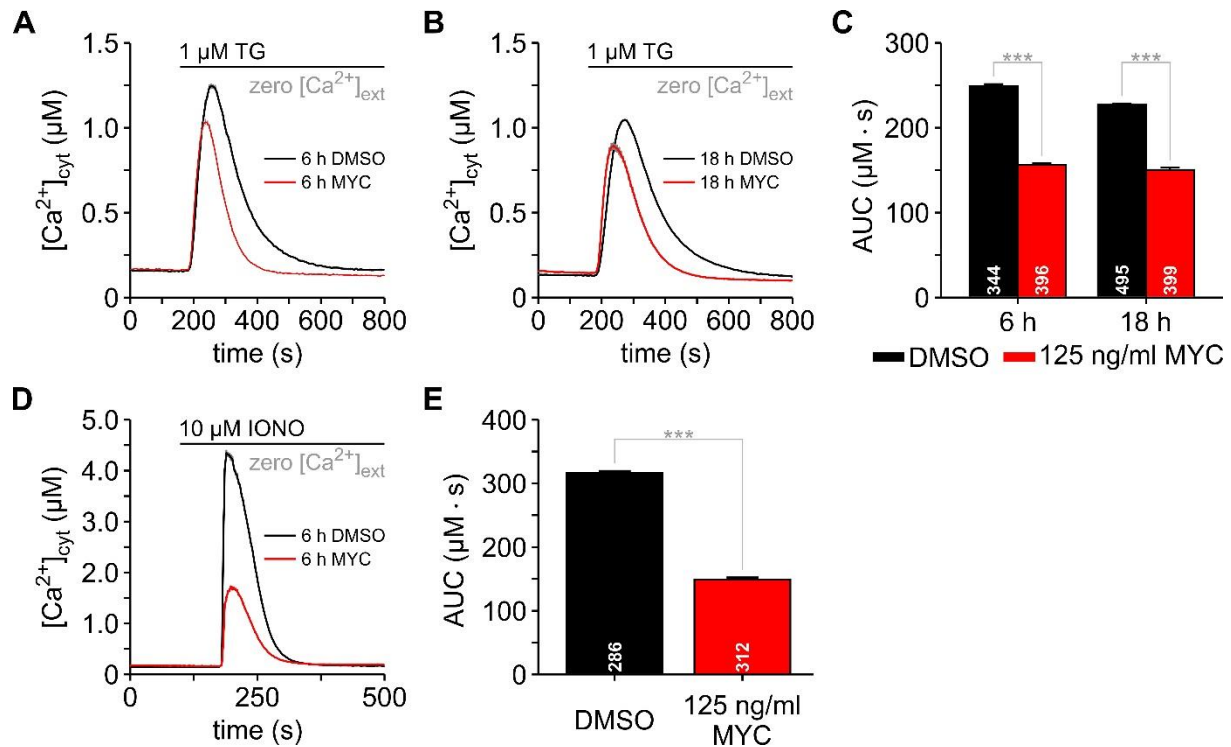 A
1 µM TG
zero [Ca2+]ext
1.5
1.0
0.5
0
[Ca2+]cyt (µM)
6 h DMSO
6 h MYC
0 200 400 600 800
time (s)
B
1 µM TG
zero [Ca2+]ext
1.5
1.0
0.5
0
[Ca2+]cyt (µM)
18 h DMSO
18 h MYC
0 200 400 600 800
time (s)
C
300
200
100
0
AUC (µM · s)
***
***
344
396
495
399
6 h 18 h
DMSO 125 ng/ml MYC
D
10 µM IONO
zero [Ca2+]ext
5.0
4.0
3.0
2.0
1.0
0
[Ca2+]cyt (µM)
6 h DMSO
6 h MYC
0 250 500
time (s)
E
400
300
200
100
0
AUC (µM · s)
***
286
312
DMSO
125 ng/ml
MYC